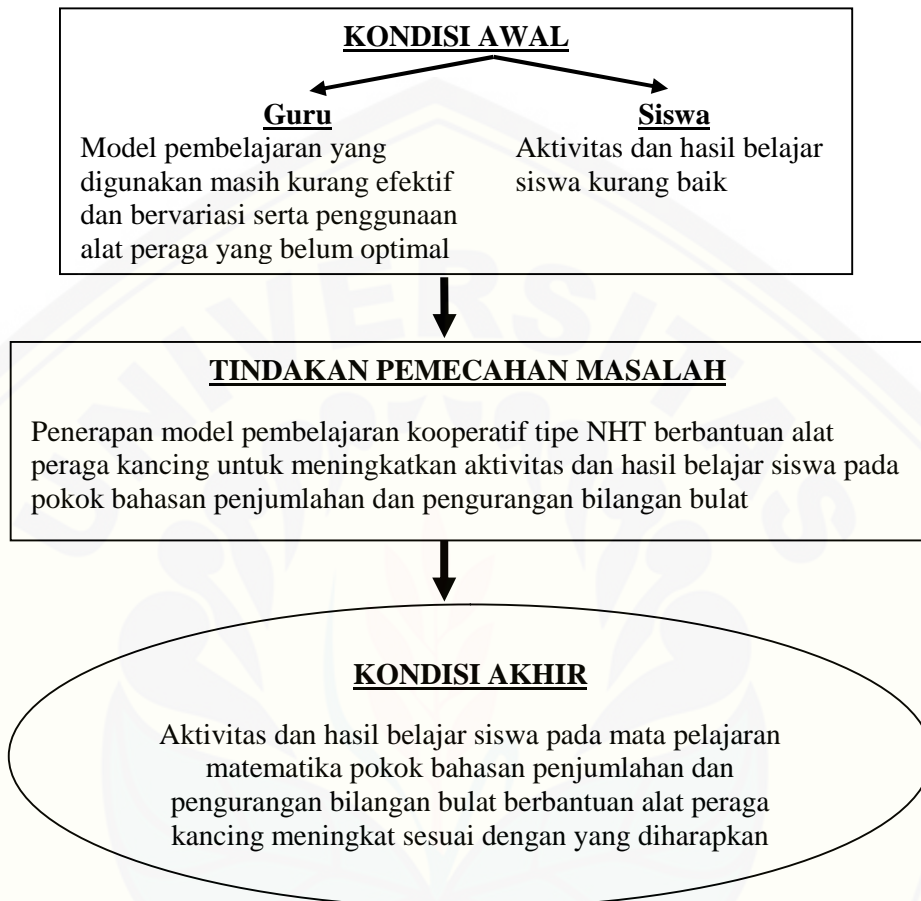 KONDISI AWAL
Guru
Model pembelajaran yang
digunakan masih kurang efektif
dan bervariasi serta penggunaan
alat peraga yang belum optimal
Siswa
Aktivitas dan hasil belajar
siswa kurang baik
TINDAKAN PEMECAHAN MASALAH
Penerapan model pembelajaran kooperatif tipe NHT berbantuan alat
peraga kancing untuk meningkatkan aktivitas dan hasil belajar siswa pada
pokok bahasan penjumlahan dan pengurangan bilangan bulat
KONDISI AKHIR
Aktivitas dan hasil belajar siswa pada mata pelajaran
matematika pokok bahasan penjumlahan dan
pengurangan bilangan bulat berbantuan alat peraga
kancing meningkat sesuai dengan yang diharapkan
UNIVERSITAS